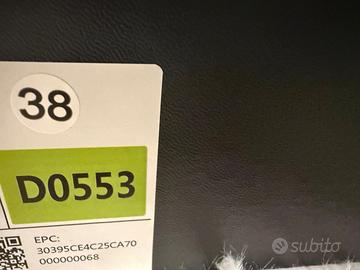 38
D0553
EPC:
30395CE4C25CA70
000000068
subito